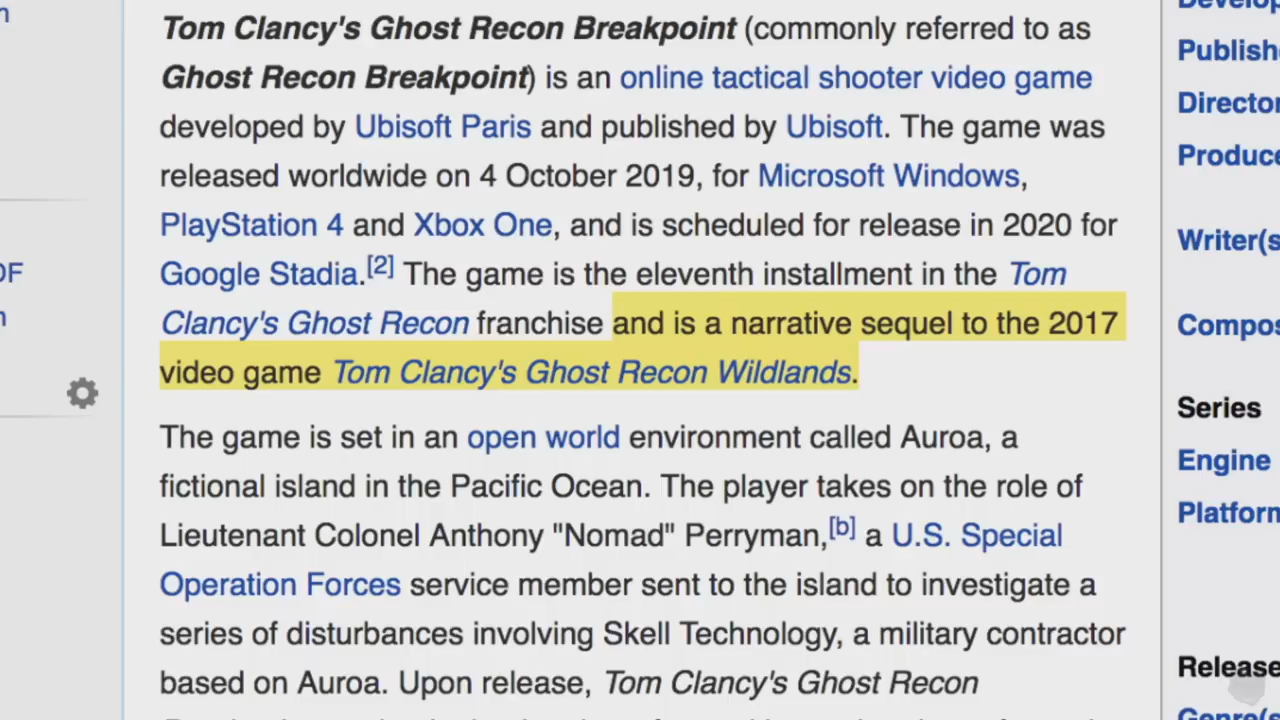 Tom Clancy's Ghost Recon Breakpoint (commonly referred to as
Ghost Recon Breakpoint) is an online tactical shooter video game
developed by Ubisoft Paris and published by Ubisoft. The game was
released worldwide on 4 October 2019, for Microsoft Windows,
PlayStation 4 and Xbox One, and is scheduled for release in 2020 for
Google Stadia.[2] The game is the eleventh installment in the Tom
Clancy's Ghost Recon franchise and is a narrative sequel to the 2017
video game Tom Clancy's Ghost Recon Wildlands.
The game is set in an open world environment called Auroa, a
fictional island in the Pacific Ocean. The player takes on the role of
Lieutenant Colonel Anthony "Nomad" Perryman,[b] a U.S. Special
Operation Forces service member sent to the island to investigate a
series of disturbances involving Skell Technology, a military contractor
based on Auroa. Upon release, Tom Clancy's Ghost Recon
Publish
Director
Produce
Writer(s
Compos
Series
Engine
Platform
Release